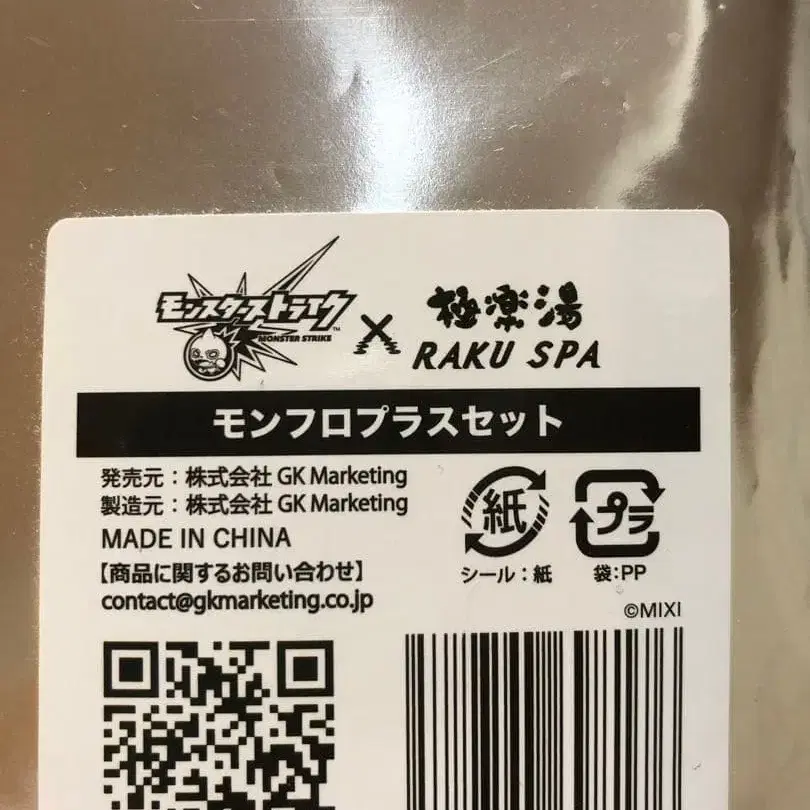 モンスターストライク™
MONSTER STRIKE
×
極楽湯
RAKU SPA
モンフロプラスセット
発売元：株式会社 GK Marketing
製造元：株式会社 GK Marketing
MADE IN CHINA
【商品に関するお問い合わせ】
contact@gkmarketing.co.jp
紙
プラ
シール：紙
袋：PP
©MIXI